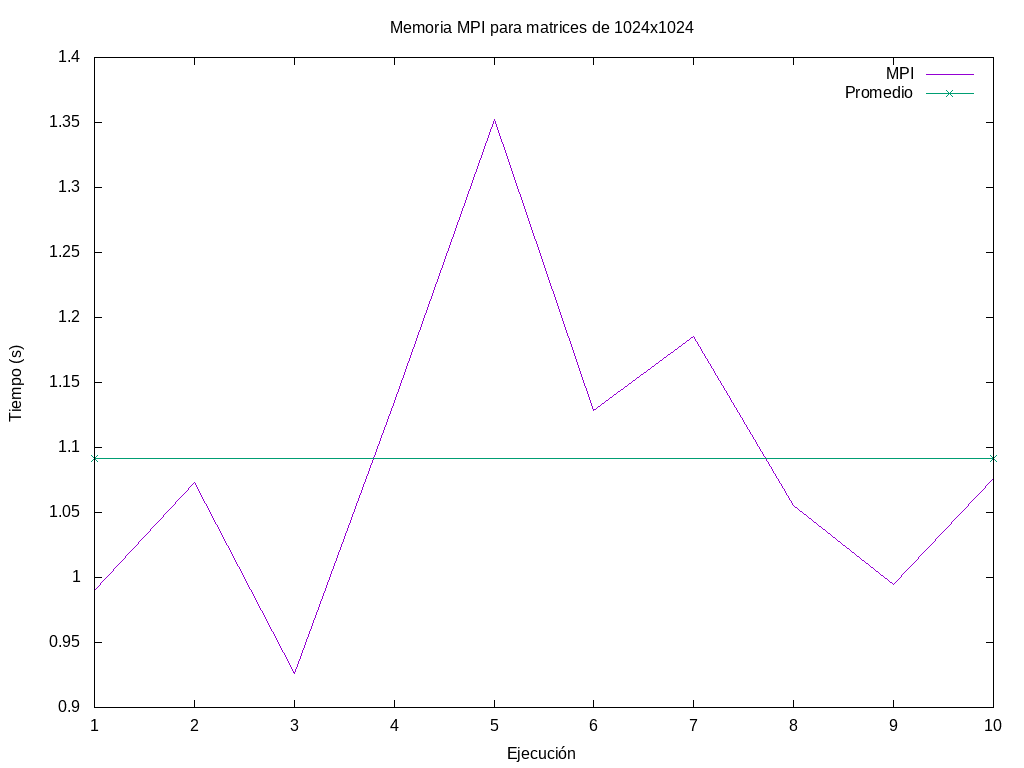 Memoria MPI para matrices de 1024x1024
MPI
Promedio
1.4
1.35
1.3
1.25
1.2
1.15
1.1
1.05
1
0.95
0.9
Tiempo (s)
1 2 3 4 5 6 7 8 9 10
Ejecución